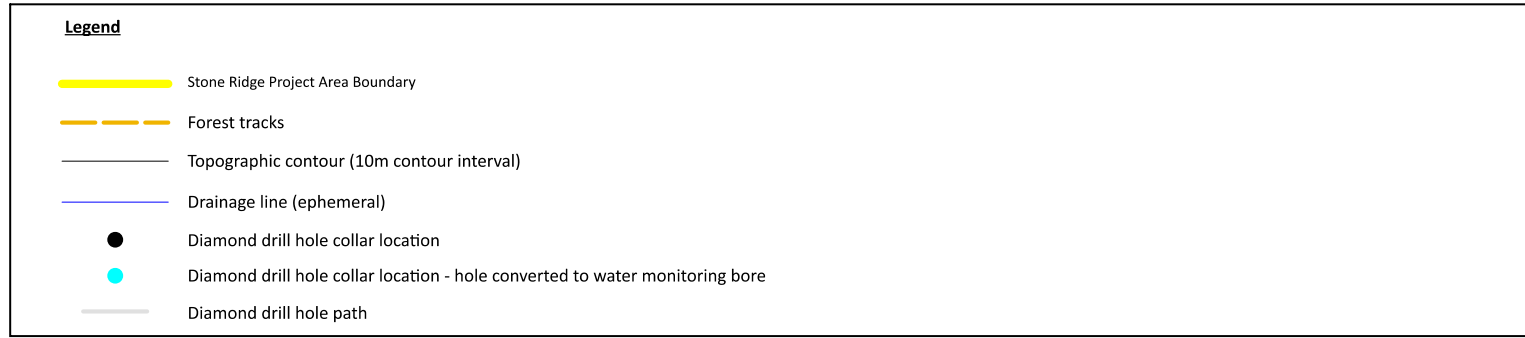 Legend
Stone Ridge Project Area Boundary
Forest tracks
Topographic contour (10m contour interval)
Drainage line (ephemeral)
Diamond drill hole collar location
Diamond drill hole collar location - hole converted to water monitoring bore
Diamond drill hole path